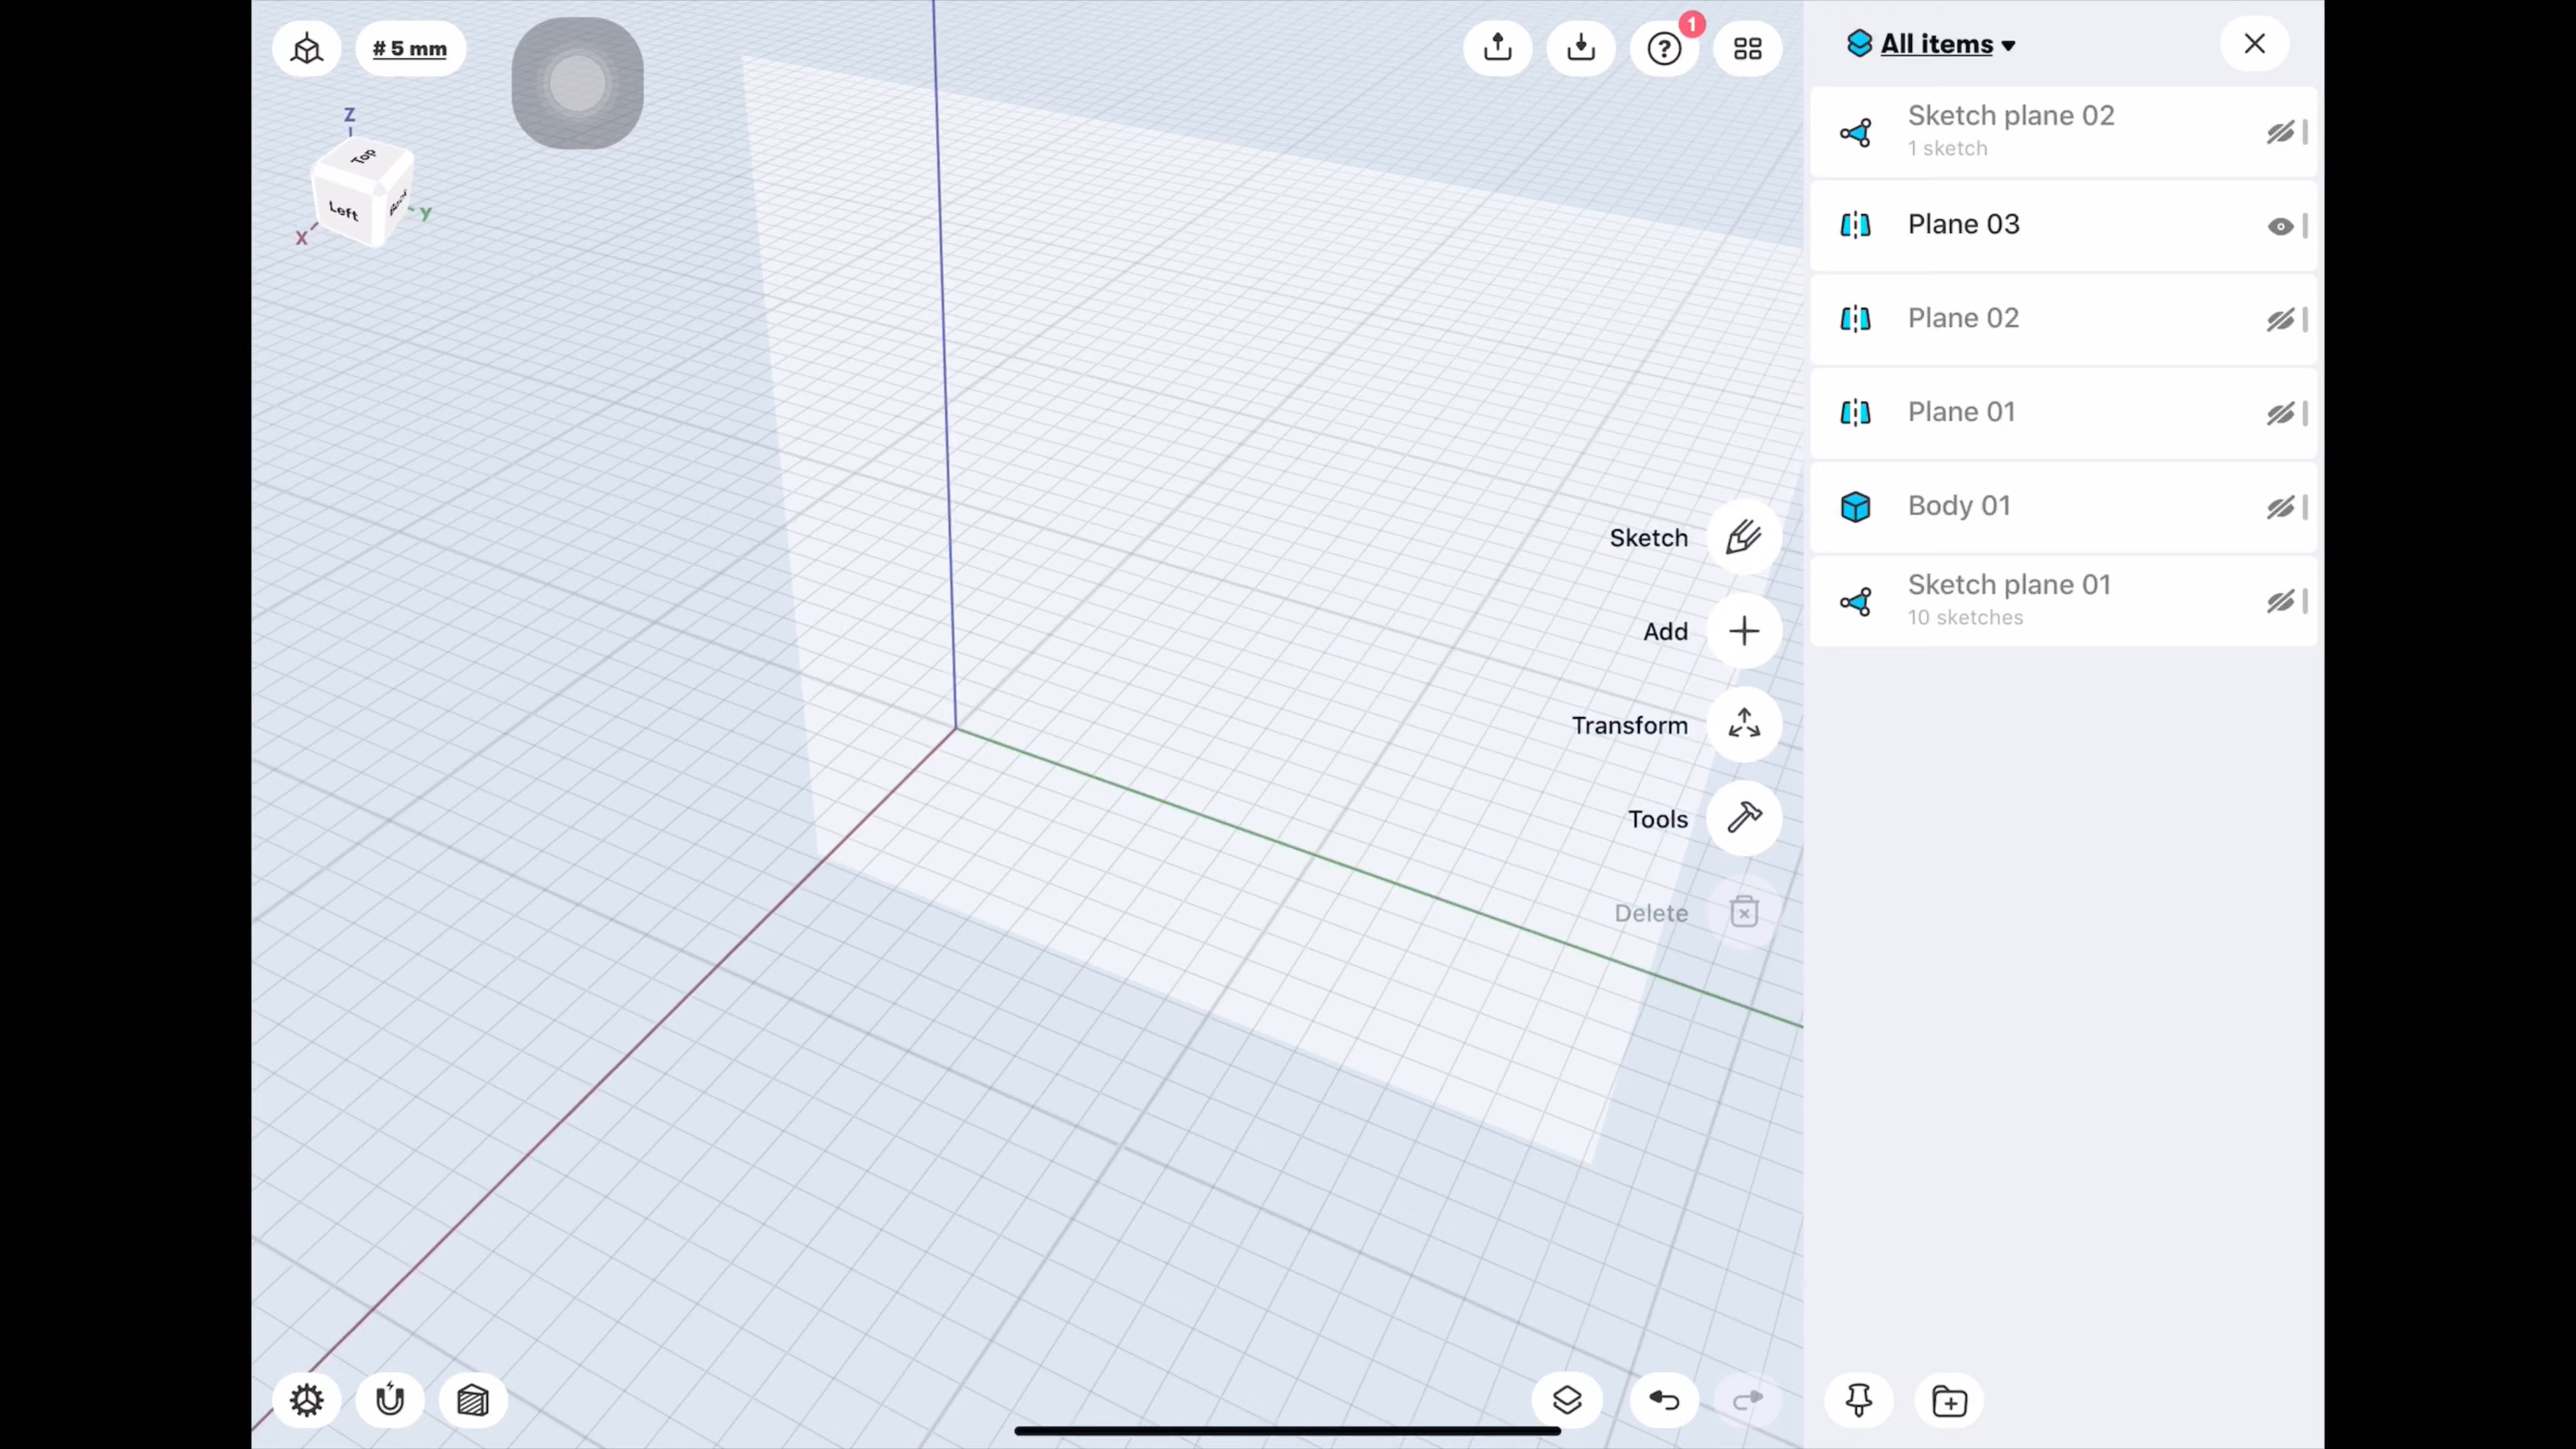 # 5 mm
1
All items
Z
Top
Left
Back
Y
X
Sketch plane 02
1 sketch
Plane 03
Plane 02
Plane 01
Body 01
Sketch plane 01
10 sketches
Sketch
Add
Transform
Tools
Delete